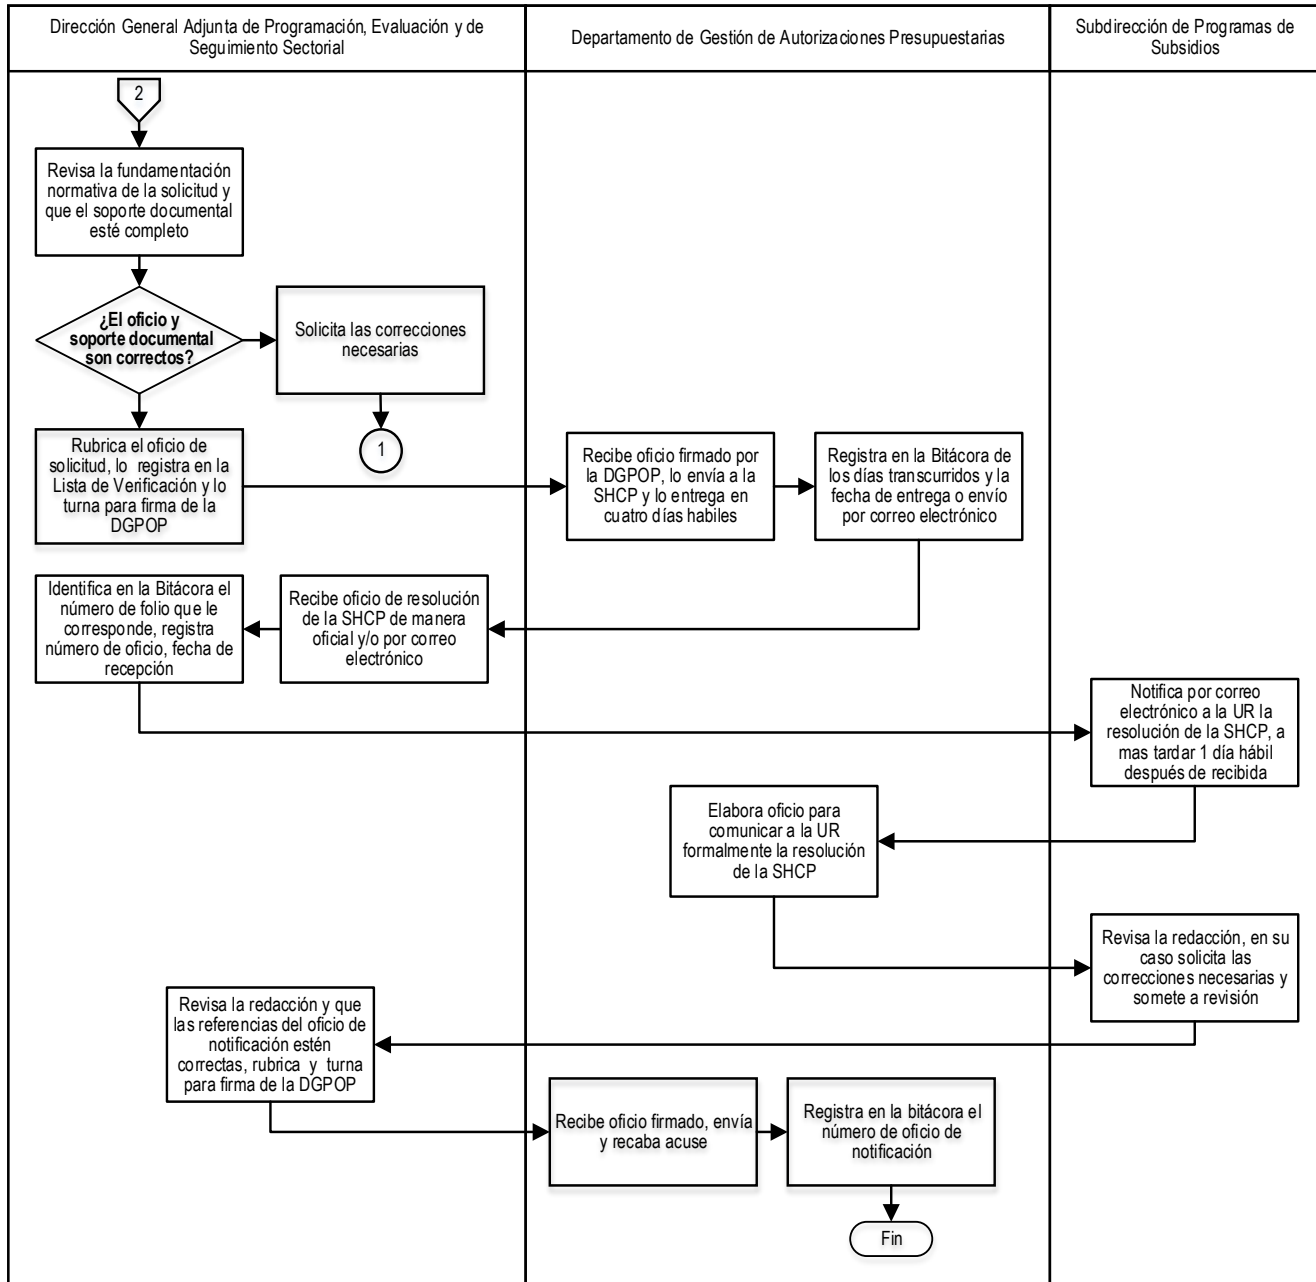 Dirección General Adjunta de Programación, Evaluación y de
Seguimiento Sectorial
Departamento de Gestión de Autorizaciones Presupuestarias
Subdirección de Programas de
Subsidios
2
Revisa la fundamentación
normativa de la solicitud y
que el soporte documental
esté completo
¿El oficio y
soporte documental
son correctos?
Solicita las correcciones
necesarias
1
Rubrica el oficio de
solicitud, lo registra en la
Lista de Verificación y lo
turna para firma de la
DGPOP
Recibe oficio firmado por
la DGPOP, lo envía a la
SHCP y lo entrega en
cuatro días habiles
Registra en la Bitácora de
los días transcurridos y la
fecha de entrega o envío
por correo electrónico
Identifica en la Bitácora el
número de folio que le
corresponde, registra
número de oficio, fecha de
recepción
Recibe oficio de resolución
de la SHCP de manera
oficial y/o por correo
electrónico
Notifica por correo
electrónico a la UR la
resolución de la SHCP, a
mas tardar 1 día hábil
después de recibida
Elabora oficio para
comunicar a la UR
formalmente la resolución
de la SHCP
Revisa la redacción, en su
caso solicita las
correcciones necesarias y
somete a revisión
Revisa la redacción y que
las referencias del oficio de
notificación estén
correctas, rubrica y turna
para firma de la DGPOP
Recibe oficio firmado, envía
y recaba acuse
Registra en la bitácora el
número de oficio de
notificación
Fin